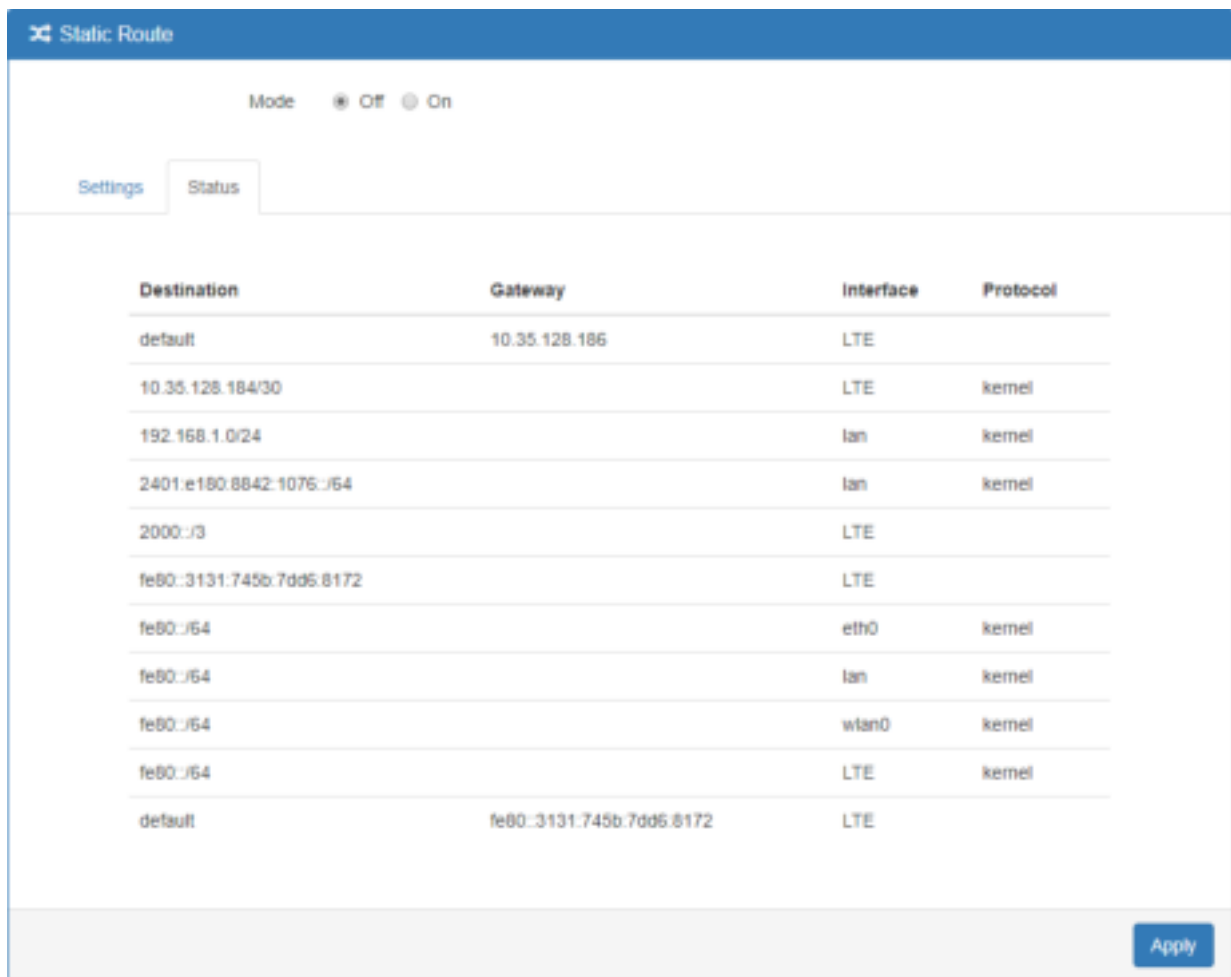 Static Route
Mode Off On
Settings Status
Destination Gateway Interface Protocol
default 10.35.128.186 LTE
10.35.128.184/30 LTE kernel
192.168.1.0/24 lan kernel
2401:e180:8842:1076::/64 lan kernel
2000::/3 LTE
fe80::3131:745b:7dd6:8172 LTE
fe80::/64 eth0 kernel
fe80::/64 lan kernel
fe80::/64 wlan0 kernel
fe80::/64 LTE kernel
default fe80::3131:745b:7dd6:8172 LTE
Apply